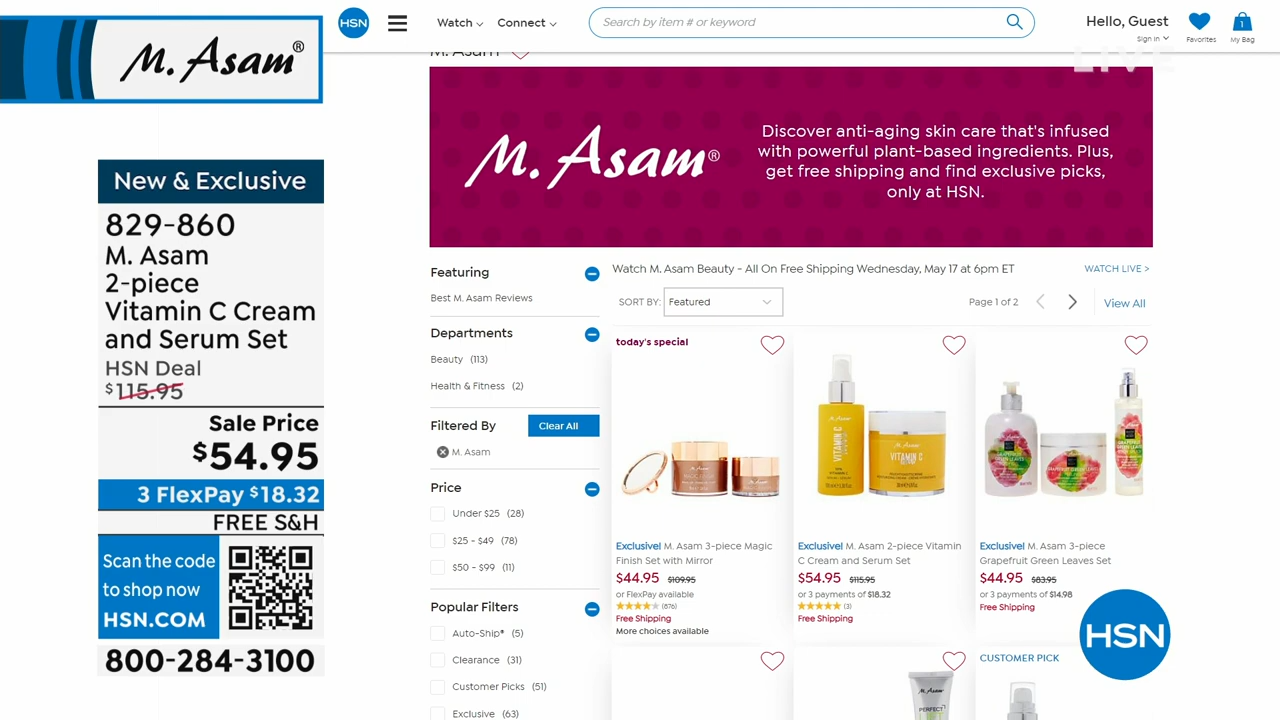 M. Asam®
New & Exclusive
829-860
M. Asam
2-piece
Vitamin C Cream
and Serum Set
HSN Deal
$115.95
Sale Price
$54.95
3 FlexPay $18.32
FREE S&H
Scan the code
to shop now
HSN.COM
800-284-3100
HSN
Watch
Connect
Search by item # or keyword
Hello, Guest
Sign in
Favorites
1
My Bag
LIVE
M. Asam
M. Asam®
Discover anti-aging skin care that's infused
with powerful plant-based ingredients. Plus,
get free shipping and find exclusive picks,
only at HSN.
Featuring
Best M. Asam Reviews
Departments
Beauty (113)
Health & Fitness (2)
Filtered By
Clear All
M. Asam
Price
Under $25 (28)
$25 - $49 (78)
$50 - $99 (11)
Popular Filters
Auto-Ship® (5)
Clearance (31)
Customer Picks (51)
Exclusive (63)
Watch M. Asam Beauty - All On Free Shipping Wednesday, May 17 at 6pm ET
WATCH LIVE >
SORT BY:
Featured
Page 1 of 2
View All
today's special
M. Asam
VITAMIN C
M. Asam
VITAMIN C
Exclusive! M. Asam 3-piece Magic
Finish Set with Mirror
$44.95 $109.95
or FlexPay available
(876)
Free Shipping
More choices available
Exclusive! M. Asam 2-piece Vitamin
C Cream and Serum Set
$54.95 $115.95
or 3 payments of $18.32
(3)
Free Shipping
Exclusive! M. Asam 3-piece
Grapefruit Green Leaves Set
$44.95 $83.95
or 3 payments of $14.98
Free Shipping
HSN
M. Asam
PERFECT
CUSTOMER PICK